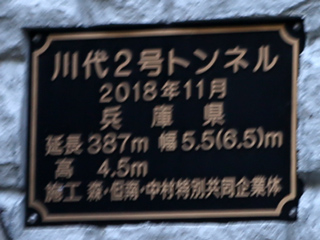 川代2号トンネル
2018年11月
兵庫県
延長 387m 幅 5.5(6.5)m
高 4.5m
施工 森・但南・中村特別共同企業体